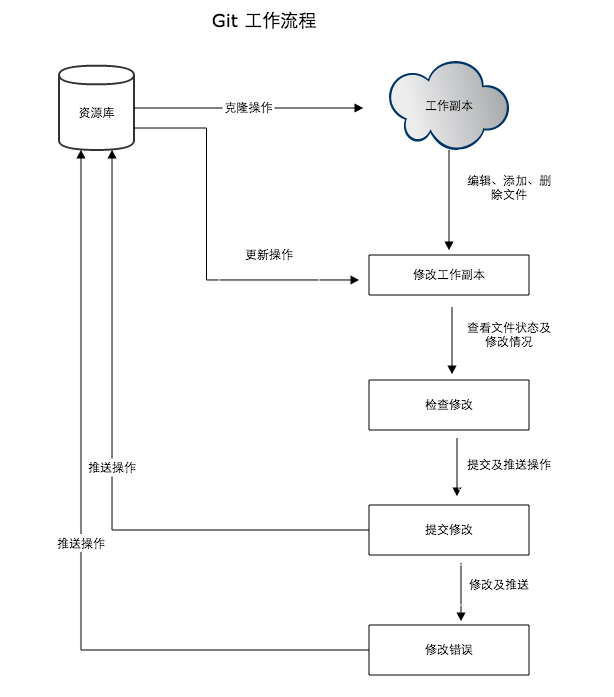 Git 工作流程
资源库
克隆操作
工作副本
编辑、添加、删
除文件
更新操作
修改工作副本
查看文件状态及
修改情况
检查修改
推送操作
提交及推送操作
提交修改
推送操作
修改及推送
修改错误